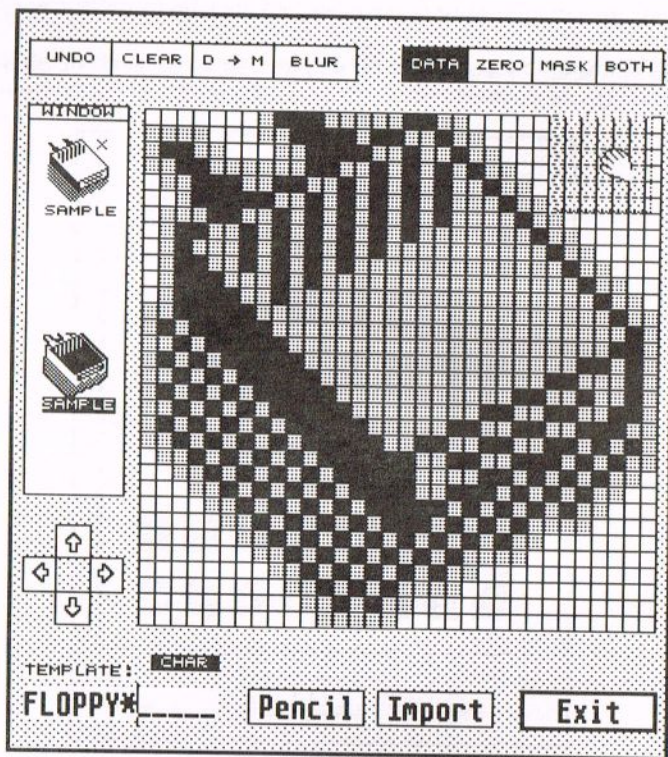 UNDO CLEAR D → M BLUR DATA ZERO MASK BOTH
WINDOW
SAMPLE
SAMPLE
TEMPLATE: CHAR
FLOPPY*_____ Pencil Import Exit